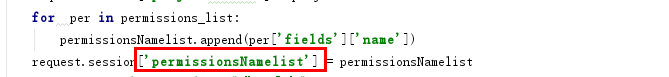 for per in permissions_list:
permissionsNamelist.append(per['fields']['name'])
request.session['permissionsNamelist'] = permissionsNamelist